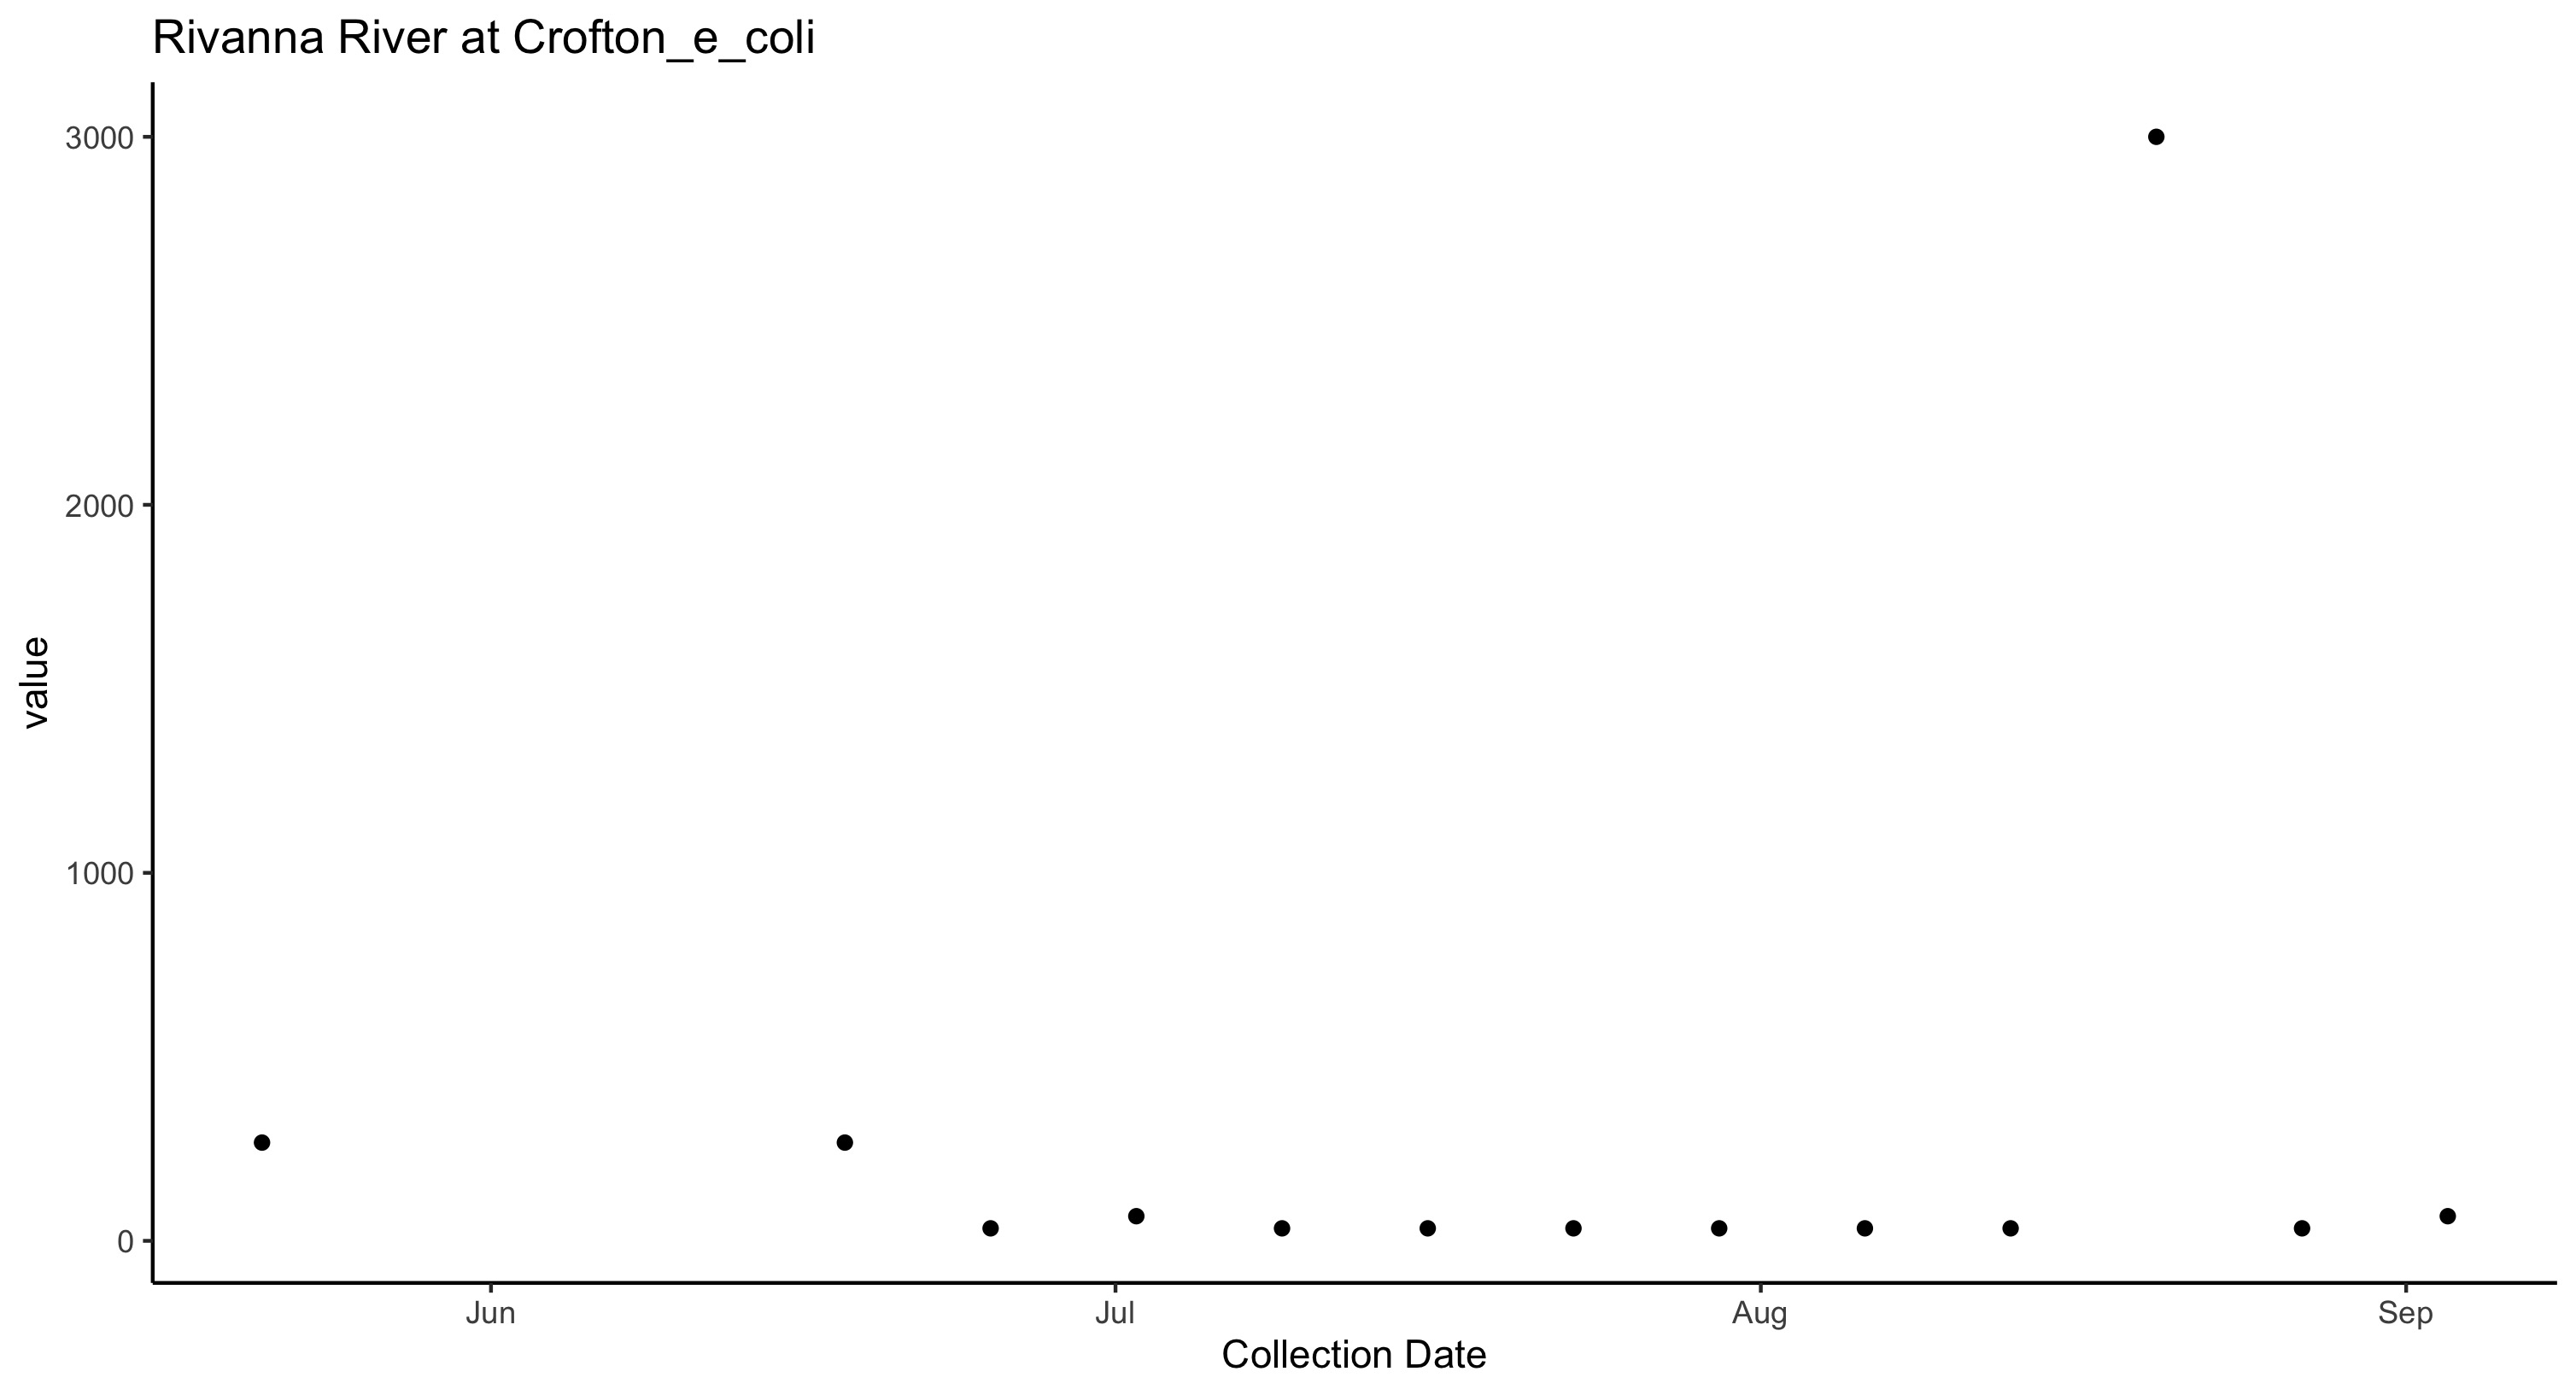 Rivanna River at Crofton_e_coli
3000
2000
1000
0
value
Jun
Jul
Aug
Sep
Collection Date